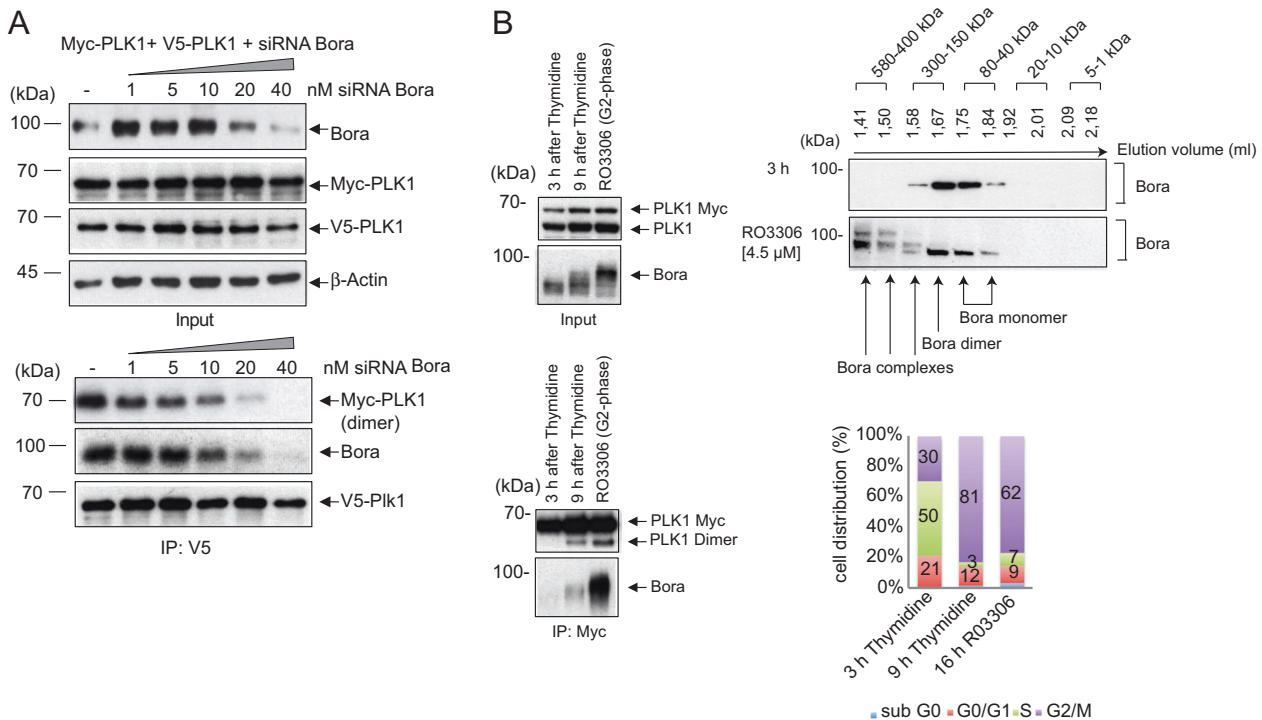 A
Myc-PLK1+ V5-PLK1 + siRNA Bora
(kDa) - 1 5 10 20 40 nM siRNA Bora
100 Bora
70 Myc-PLK1
70 V5-PLK1
45 β-Actin
Input
(kDa) - 1 5 10 20 40 nM siRNA Bora
70 Myc-PLK1
(dimer)
100 Bora
70 V5-Plk1
IP: V5
B
3 h after Thymidine
9 h after Thymidine
RO3306 (G2-phase)
(kDa)
70- PLK1 Myc
PLK1
100- Bora
Input
3 h after Thymidine
9 h after Thymidine
RO3306 (G2-phase)
(kDa)
70- PLK1 Myc
PLK1 Dimer
100- Bora
IP: Myc
580-400 kDa
300-150 kDa
80-40 kDa
20-10 kDa
5-1 kDa
1,41 1,50 1,58 1,67 1,75 1,84 1,92 2,01 2,09 2,18
(kDa) Elution volume (ml)
3 h 100- Bora
RO3306 100- Bora
[4.5 µM]
Bora monomer
Bora dimer
Bora complexes
cell distribution (%)
100%
80%
60%
40%
20%
0%
30 50 21
81 3 12
62 7 9
3 h Thymidine
9 h Thymidine
16 h R03306
sub G0 G0/G1 S G2/M